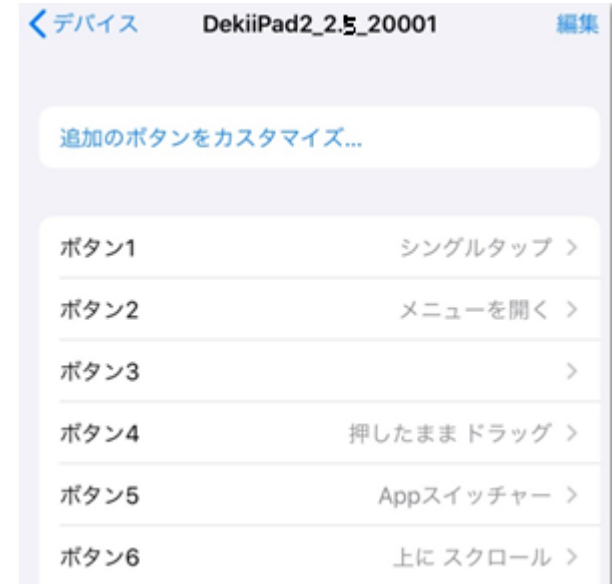 デバイス DekiiPad2_2.5_20001 編集
追加のボタンをカスタマイズ...
ボタン1 シングルタップ
ボタン2 メニューを開く
ボタン3
ボタン4 押したまま ドラッグ
ボタン5 Appスイッチャー
ボタン6 上に スクロール